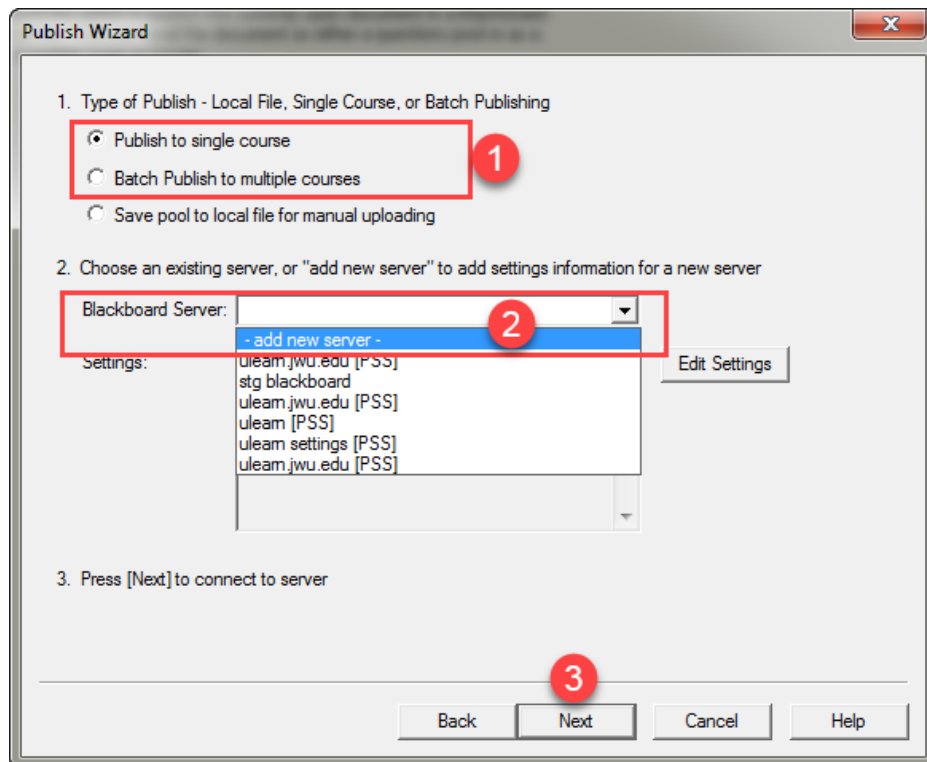 Publish Wizard
1. Type of Publish - Local File, Single Course, or Batch Publishing
Publish to single course
1
Batch Publish to multiple courses
Save pool to local file for manual uploading
2. Choose an existing server, or "add new server" to add settings information for a new server
Blackboard Server:
2
- add new server -
Settings:
ulearn.jwu.edu [PSS]
Edit Settings
stg blackboard
ulearn.jwu.edu [PSS]
ulearn [PSS]
ulearn settings [PSS]
ulearn.jwu.edu [PSS]
3. Press [Next] to connect to server
3
Back Next Cancel Help